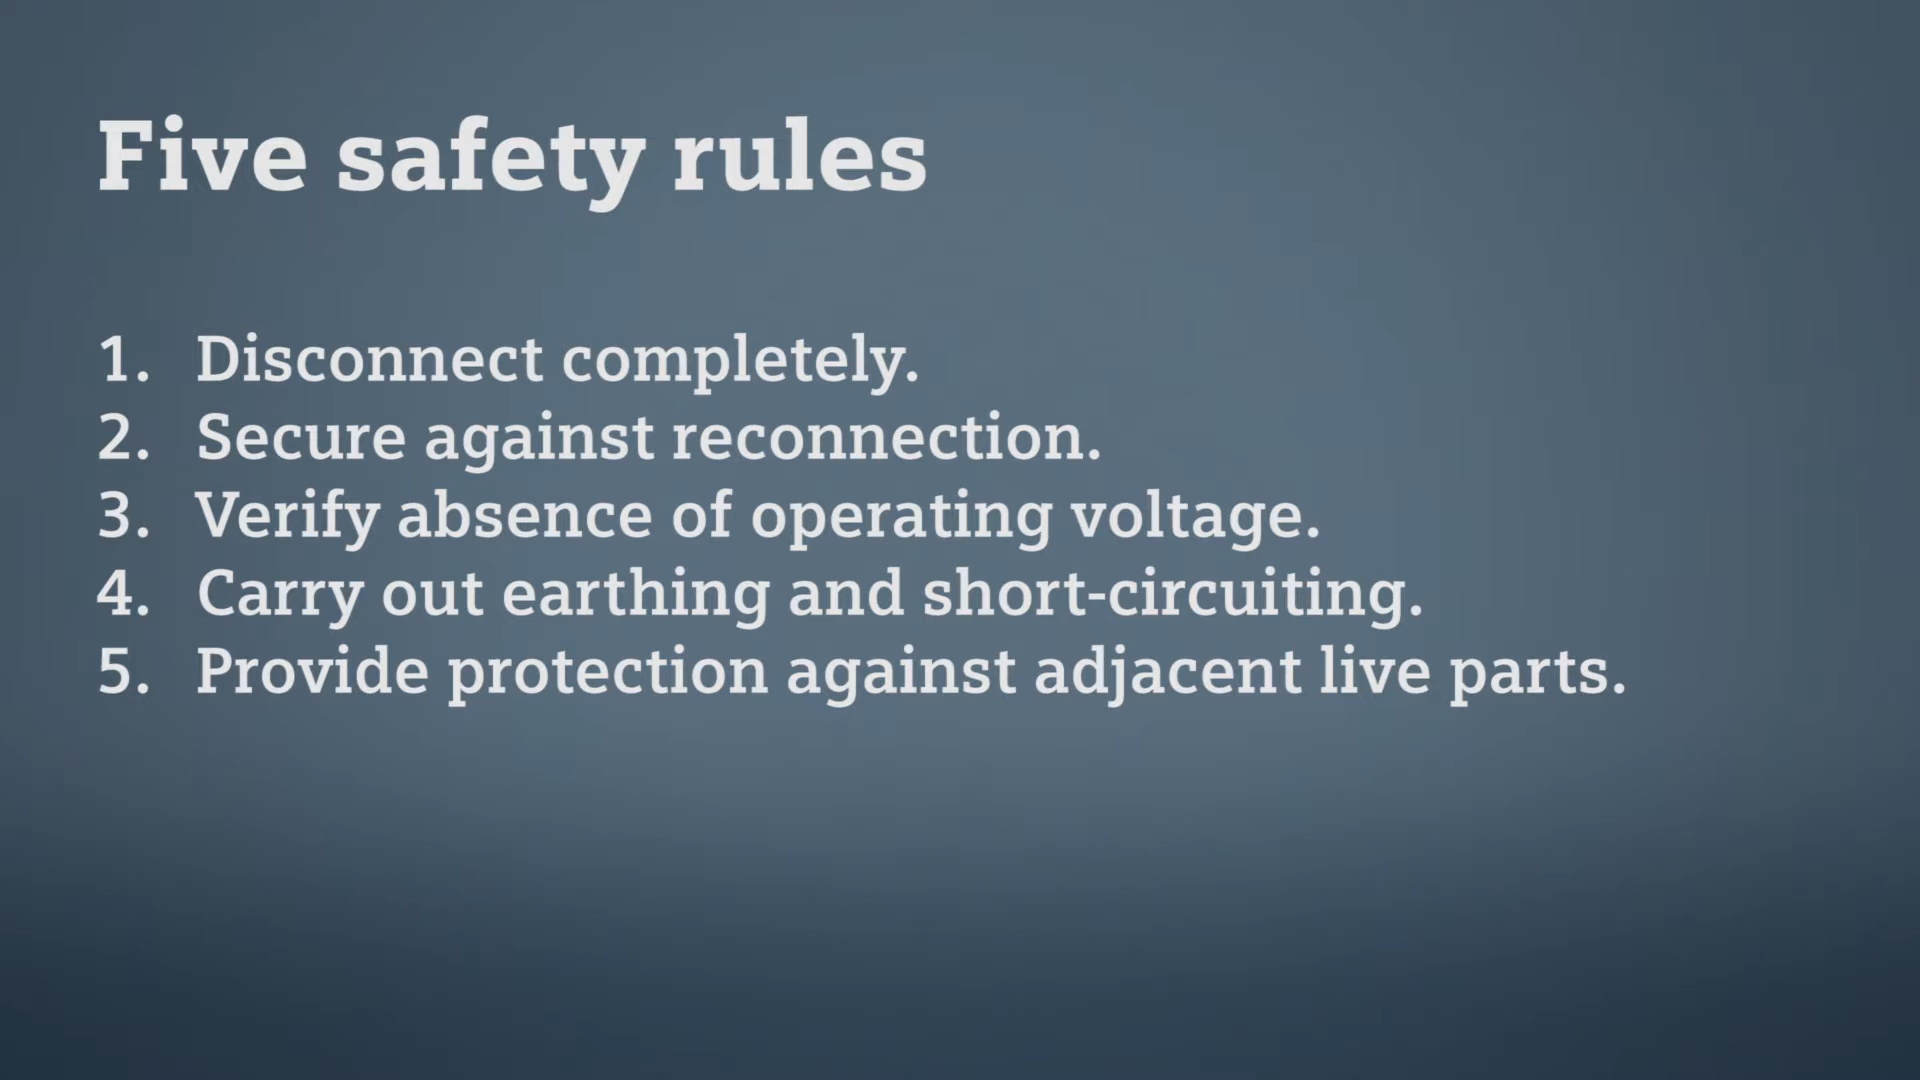 Five safety rules
1. Disconnect completely.
2. Secure against reconnection.
3. Verify absence of operating voltage.
4. Carry out earthing and short-circuiting.
5. Provide protection against adjacent live parts.